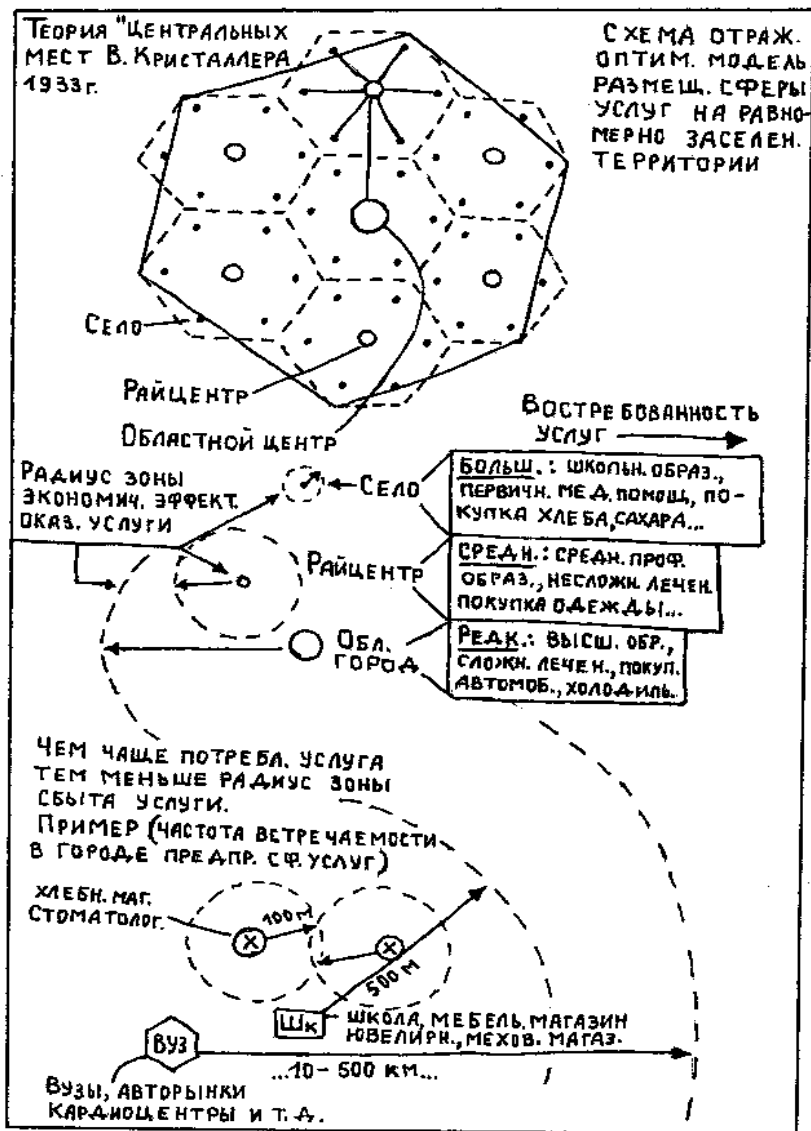 ТЕОРИЯ "ЦЕНТРАЛЬНЫХ
МЕСТ В. КРИСТАЛЛЕРА
1933г.
СХЕМА ОТРАЖ.
ОПТИМ. МОДЕЛЬ
РАЗМЕЩ. СФЕРЫ
УСЛУГ НА РАВНО-
МЕРНО ЗАСЕЛЕН.
ТЕРРИТОРИИ
СЕЛО
РАЙЦЕНТР
ОБЛАСТНОЙ ЦЕНТР
ВОСТРЕБОВАННОСТЬ
УСЛУГ
РАДИУС ЗОНЫ
ЭКОНОМИЧ. ЭФФЕКТ.
ОКАЗ. УСЛУГИ
СЕЛО
БОЛЬШ.: ШКОЛЬН. ОБРАЗ.,
ПЕРВИЧН. МЕД. ПОМОЩ, ПО-
КУПКА ХЛЕБА, САХАРА...
РАЙЦЕНТР
СРЕДН.: СРЕДН. ПРОФ.
ОБРАЗ., НЕСЛОЖН. ЛЕЧЕН.
ПОКУПКА ОДЕЖДЫ...
ОБЛ.
ГОРОД
РЕДК.: ВЫСШ. ОБР.,
СЛОЖН. ЛЕЧЕН., ПОКУП.
АВТОМОБ., ХОЛОДИЛЬ.
ЧЕМ ЧАЩЕ ПОТРЕБЛ. УСЛУГА
ТЕМ МЕНЬШЕ РАДИУС ЗОНЫ
СБЫТА УСЛУГИ.
ПРИМЕР (ЧАСТОТА ВСТРЕЧАЕМОСТИ
В ГОРОДЕ ПРЕДПР. СФ. УСЛУГ)
ХЛЕБН. МАГ.
СТОМАТОЛОГ.
100 М
500 М
ШК
ШКОЛА, МЕБЕЛЬ. МАГАЗИН
ЮВЕЛИРН., МЕХОВ. МАГАЗ.
ВУЗ
...10-500 КМ...
ВУЗЫ, АВТОРЫНКИ
КАРДИОЦЕНТРЫ И Т. Д.